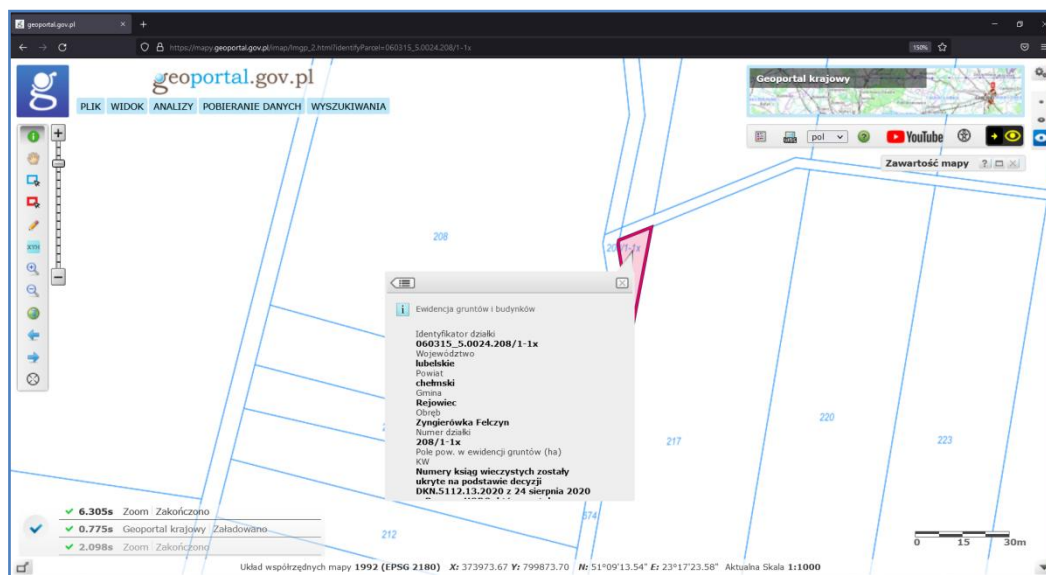 geoportal.gov.pl
https://mapy.geoportal.gov.pl/imap/Imgp_2.html?identifyParcel=060315_5.0024.208/1-1x
150%
geoportal.gov.pl
PLIK WIDOK ANALIZY POBIERANIE DANYCH WYSZUKIWANIA
Geoportal krajowy
pol
YouTube
Zawartość mapy
XYH
208
208/1-1x
Ewidencja gruntów i budynków
Identyfikator działki
060315_5.0024.208/1-1x
Województwo
lubelskie
Powiat
chełmski
Gmina
Rejowiec
Obręb
Zyngierówka Felczyn
Numer działki
208/1-1x
Pole pow. w ewidencji gruntów (ha)
KW
Numery ksiąg wieczystych zostały
ukryte na podstawie decyzji
DKN.5112.13.2020 z 24 sierpnia 2020
217
220
223
212
574
6.305s Zoom Zakończono
0.775s Geoportal krajowy Załadowano
2.098s Zoom Zakończono
0 15 30m
Układ współrzędnych mapy 1992 (EPSG 2180) X: 373973.67 Y: 799873.70 N: 51°09'13.54" E: 23°17'23.58" Aktualna Skala 1:1000